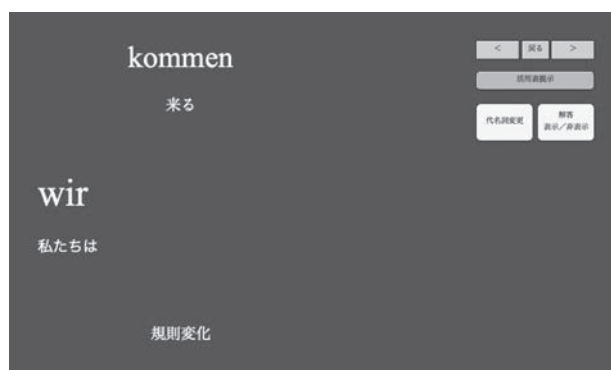 kommen
来る
< 戻る >
活用表提示
代名詞変更
解答
表示／非表示
wir
私たちは
規則変化